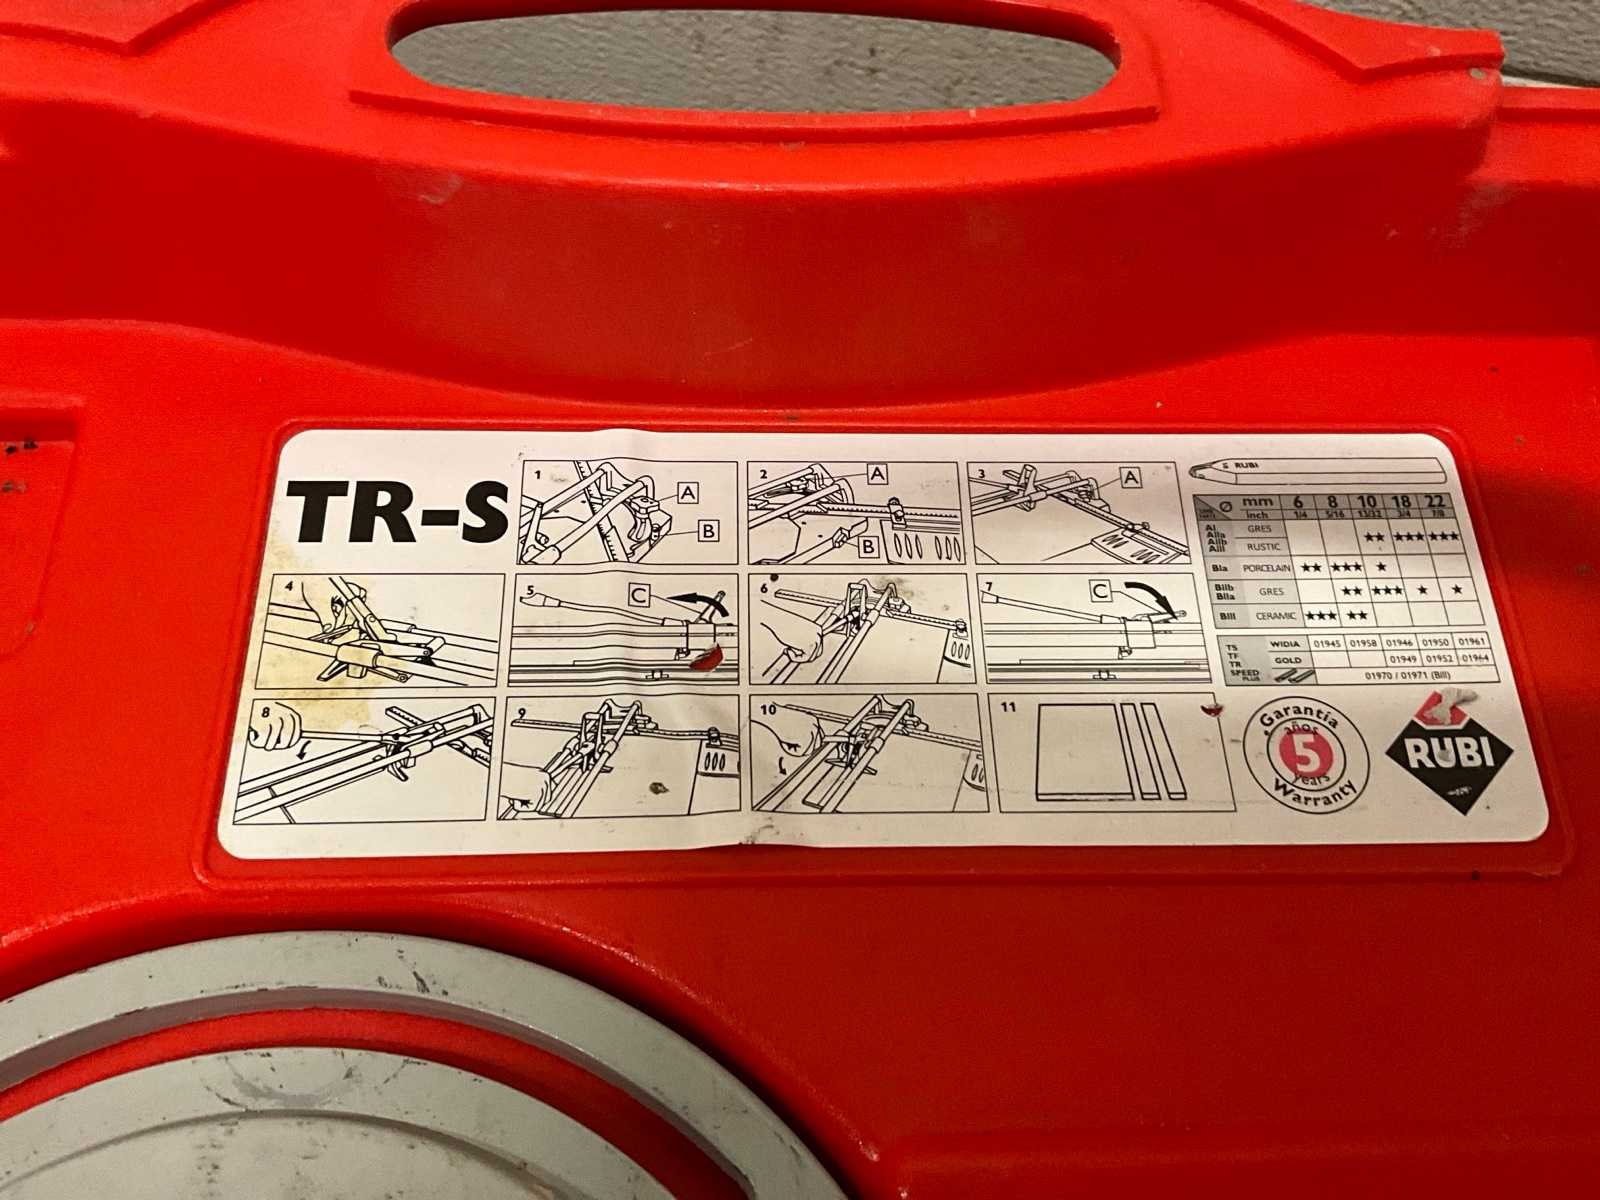 TR-S
1
A
B
2
A
B
3
A
4
5
C
6
7
C
8
9
10
11
S RUBI
Ø mm 6 8 10 18 22
inch 1/4 5/16 13/32 3/4 7/8
AI
AIIa
AIIb
AIII
GRES
★★ ★★★ ★★★
RUSTIC
BIa PORCELAIN ★★ ★★★ ★
BIIb
BIIa
GRES ★★ ★★★ ★ ★
BIII CERAMIC ★★★ ★★
TS
TF
TR
SPEED
PLUS
WIDIA 01945 01958 01946 01950 01961
GOLD 01949 01952 01964
01970 / 01971 (BIII)
Garantía
años
5
years
Warranty
RUBI